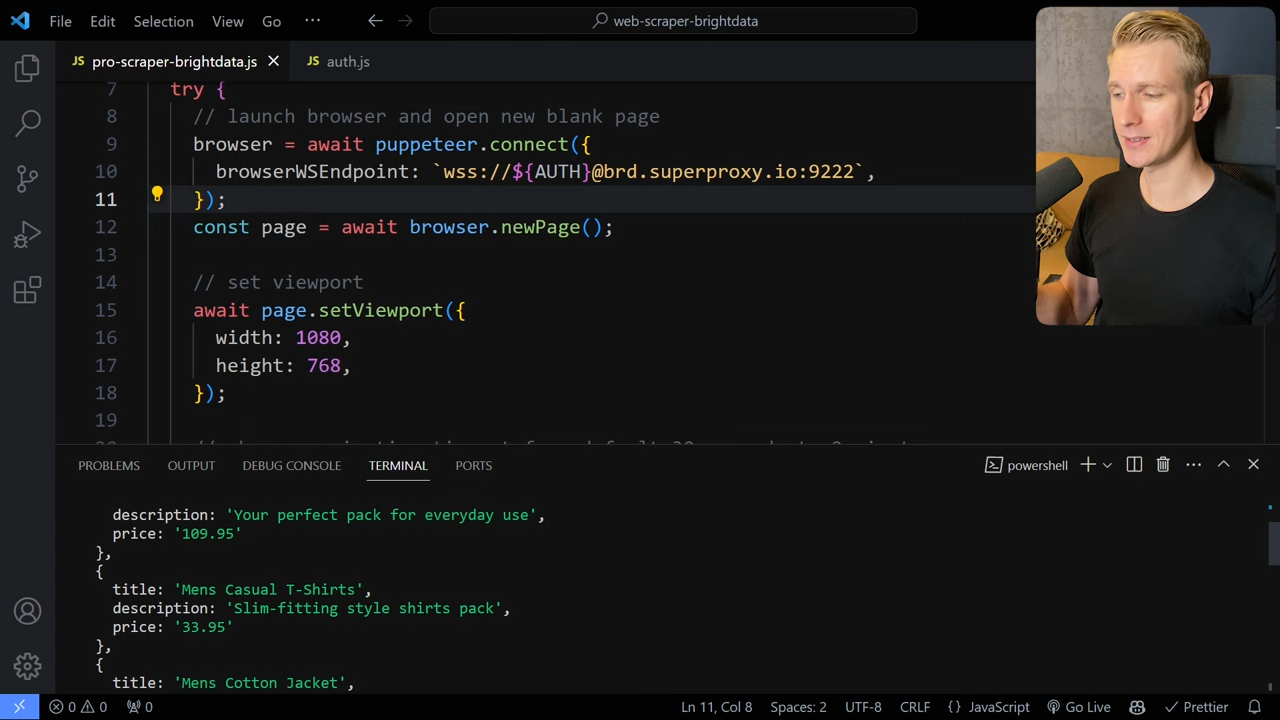 File Edit Selection View Go ··· web-scraper-brightdata
JS pro-scraper-brightdata.js JS auth.js
7 try {
8 // launch browser and open new blank page
9 browser = await puppeteer.connect({
10 browserWSEndpoint: `wss://${AUTH}@brd.superproxy.io:9222`,
11 });
12 const page = await browser.newPage();
13
14 // set viewport
15 await page.setViewport({
16 width: 1080,
17 height: 768,
18 });
19
PROBLEMS OUTPUT DEBUG CONSOLE TERMINAL PORTS powershell
description: 'Your perfect pack for everyday use',
price: '109.95'
},
{
title: 'Mens Casual T-Shirts',
description: 'Slim-fitting style shirts pack',
price: '33.95'
},
{
title: 'Mens Cotton Jacket',
0 0 0 Ln 11, Col 8 Spaces: 2 UTF-8 CRLF {} JavaScript Go Live Prettier